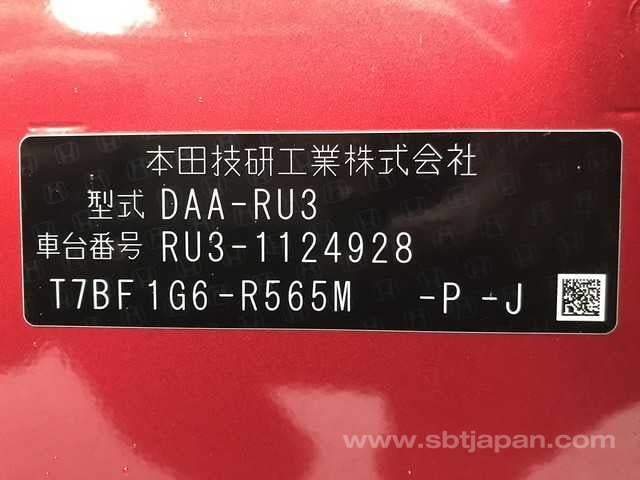 本田技研工業株式会社
型式 DAA-RU3
車台番号 RU3-1124928
T7BF1G6-R565M -P -J
www.sbtjapan.com